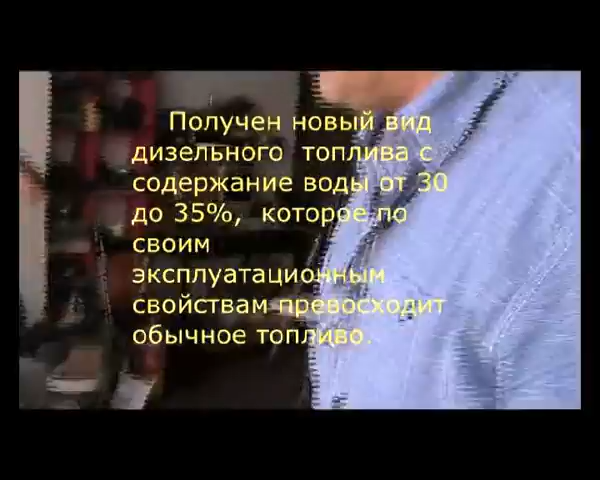 Получен новый вид
дизельного топлива с
содержание воды от 30
до 35%, которое по
своим
эксплуатационным
свойствам превосходит
обычное топливо.